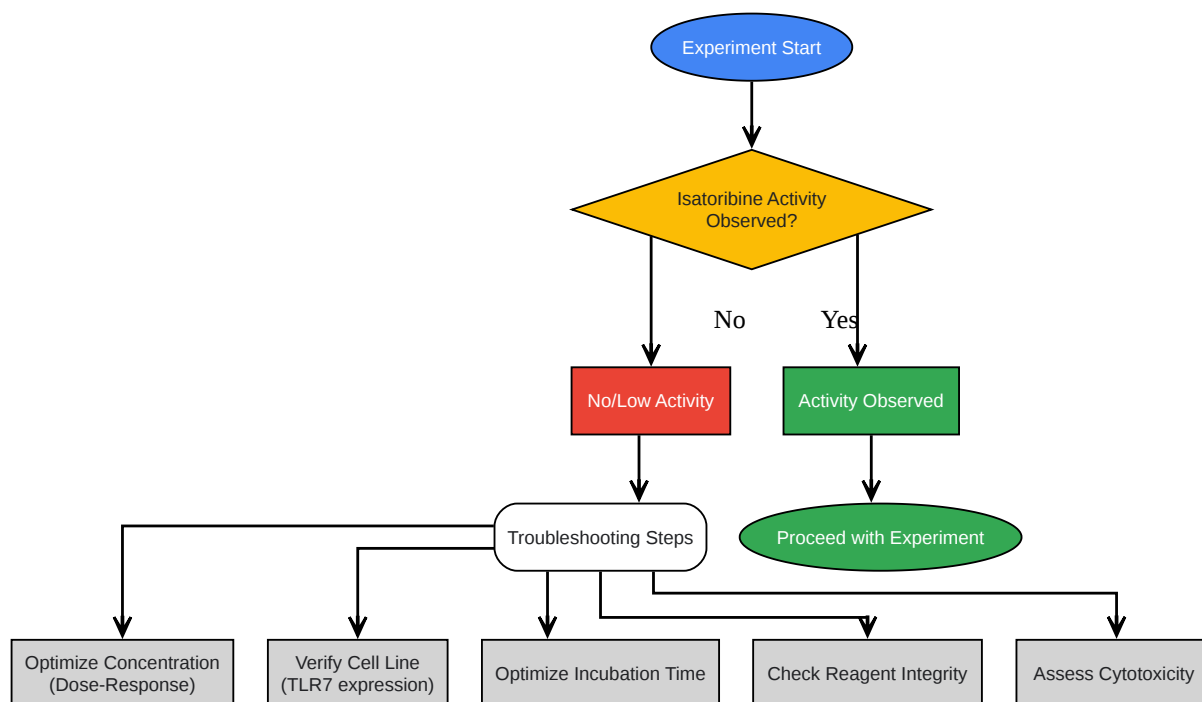 Experiment Start
Isatoribine Activity
Observed?
No
Yes
No/Low Activity
Activity Observed
Troubleshooting Steps
Proceed with Experiment
Optimize Concentration
(Dose-Response)
Verify Cell Line
(TLR7 expression)
Optimize Incubation Time
Check Reagent Integrity
Assess Cytotoxicity